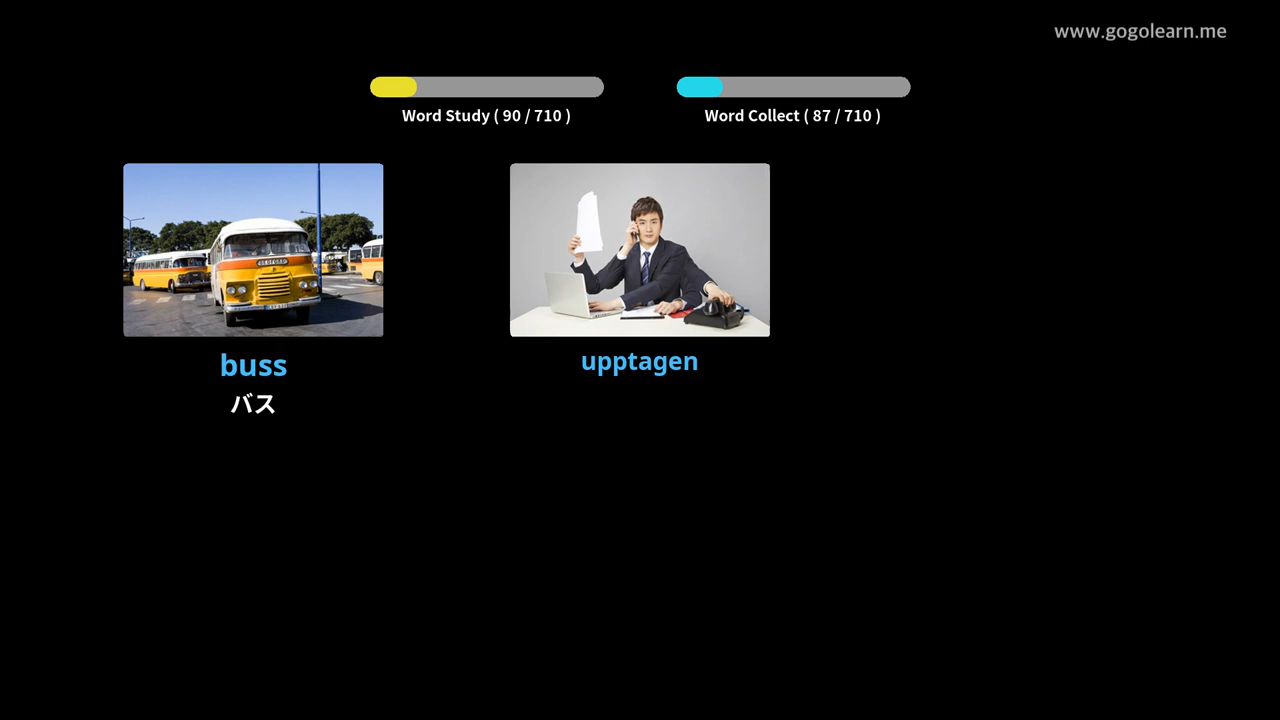 www.gogolearn.me
Word Study ( 90 / 710 )
Word Collect ( 87 / 710 )
buss
バス
upptagen